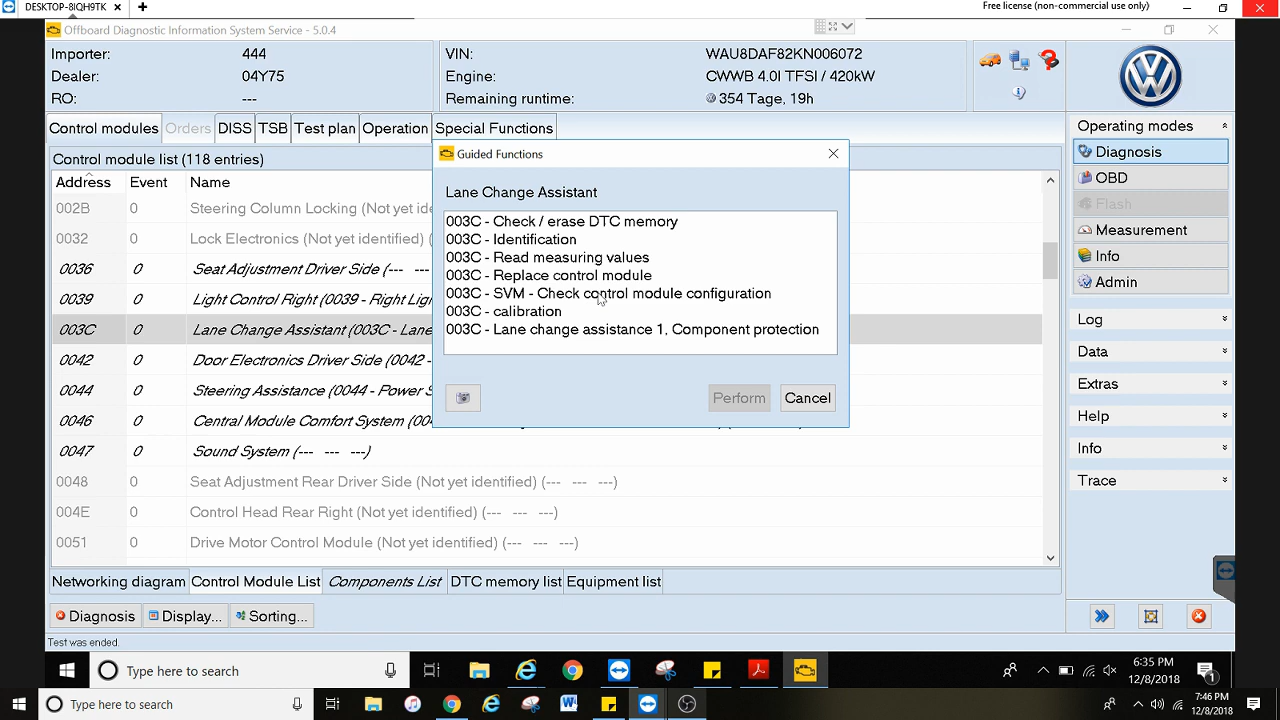 DESKTOP-8IQH9TK
Free license (non-commercial use only)
Offboard Diagnostic Information System Service - 5.0.4
Importer: 444
Dealer: 04Y75
RO: ---
VIN: WAU8DAF82KN006072
Engine: CWWB 4.0l TFSI / 420kW
Remaining runtime: 354 Tage, 19h
Control modules Orders DISS TSB Test plan Operation Special Functions
Control module list (118 entries)
Address Event Name
002B 0 Steering Column Locking (Not yet ide
0032 0 Lock Electronics (Not yet identified) (
0036 0 Seat Adjustment Driver Side (--- ---
0039 0 Light Control Right (0039 - Right Ligh
003C 0 Lane Change Assistant (003C - Lane
0042 0 Door Electronics Driver Side (0042 -
0044 0 Steering Assistance (0044 - Power S
0046 0 Central Module Comfort System (004
0047 0 Sound System (--- --- ---)
0048 0 Seat Adjustment Rear Driver Side (Not yet identified) (--- --- ---)
004E 0 Control Head Rear Right (Not yet identified) (--- --- ---)
0051 0 Drive Motor Control Module (Not yet identified) (--- --- ---)
Guided Functions
Lane Change Assistant
003C - Check / erase DTC memory
003C - Identification
003C - Read measuring values
003C - Replace control module
003C - SVM - Check control module configuration
003C - calibration
003C - Lane change assistance 1, Component protection
Perform Cancel
Networking diagram Control Module List Components List DTC memory list Equipment list
Diagnosis Display... Sorting...
Test was ended.
Operating modes
Diagnosis
OBD
Flash
Measurement
Info
Admin
Log
Data
Extras
Help
Info
Trace
Type here to search
6:35 PM
12/8/2018
1
Type here to search
7:46 PM
12/8/2018